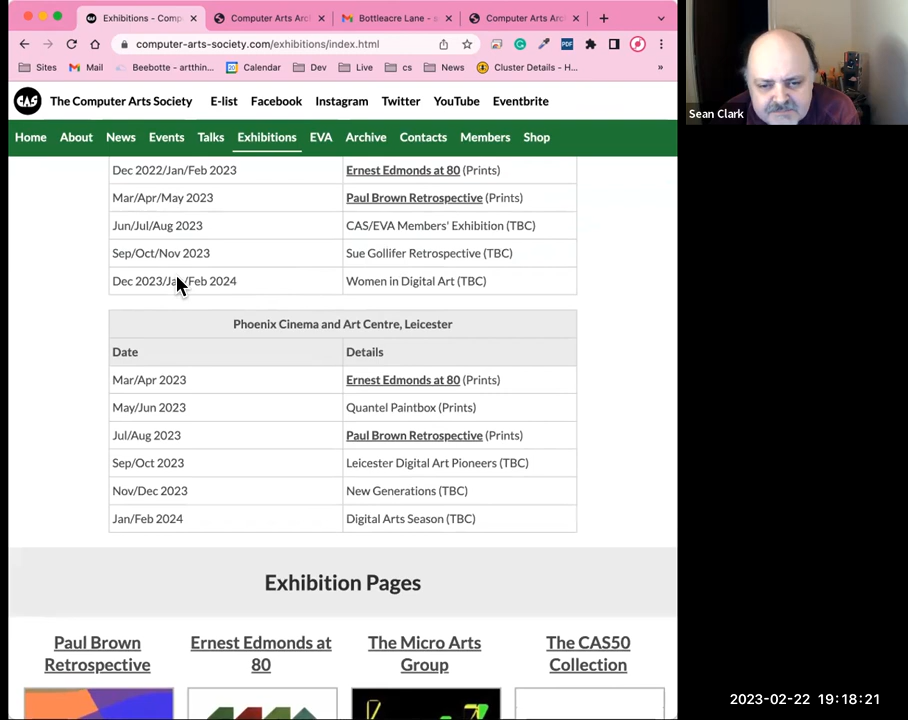 Exhibitions - Comp
Computer Arts Arc
Bottleacre Lane - s
Computer Arts Arc
computer-arts-society.com/exhibitions/index.html
Sites Mail Beebotte - artthin... Calendar Dev Live cs News Cluster Details - H... »
CAS The Computer Arts Society E-list Facebook Instagram Twitter YouTube Eventbrite
Home About News Events Talks Exhibitions EVA Archive Contacts Members Shop
Dec 2022/Jan/Feb 2023 Ernest Edmonds at 80 (Prints)
Mar/Apr/May 2023 Paul Brown Retrospective (Prints)
Jun/Jul/Aug 2023 CAS/EVA Members' Exhibition (TBC)
Sep/Oct/Nov 2023 Sue Gollifer Retrospective (TBC)
Dec 2023/Jan/Feb 2024 Women in Digital Art (TBC)
Phoenix Cinema and Art Centre, Leicester
Date Details
Mar/Apr 2023 Ernest Edmonds at 80 (Prints)
May/Jun 2023 Quantel Paintbox (Prints)
Jul/Aug 2023 Paul Brown Retrospective (Prints)
Sep/Oct 2023 Leicester Digital Art Pioneers (TBC)
Nov/Dec 2023 New Generations (TBC)
Jan/Feb 2024 Digital Arts Season (TBC)
Exhibition Pages
Paul Brown
Retrospective
Ernest Edmonds at
80
The Micro Arts
Group
The CAS50
Collection
Sean Clark
2023-02-22 19:18:21